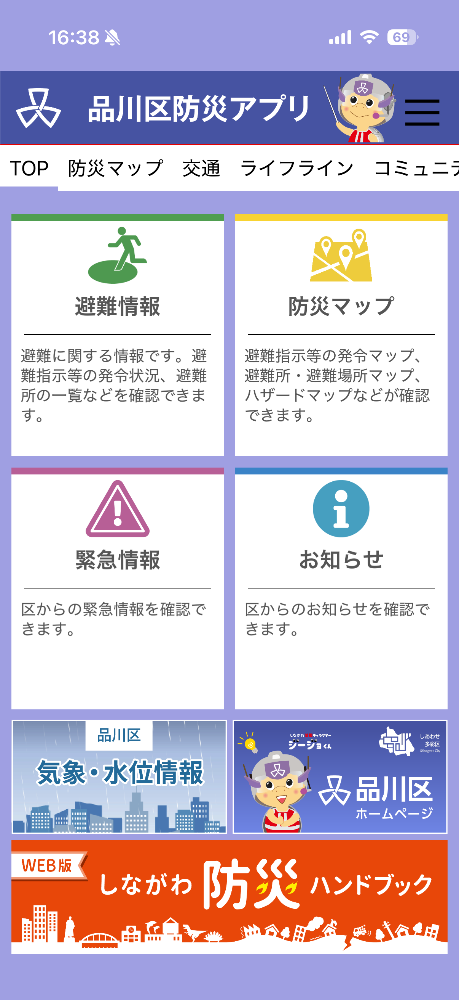 16:38
69
品川区防災アプリ
TOP 防災マップ 交通 ライフライン コミュニテ
避難情報
避難に関する情報です。避
難指示等の発令状況、避難
所の一覧などを確認できま
す。
防災マップ
避難指示等の発令マップ、
避難所・避難場所マップ、
ハザードマップなどが確認
できます。
緊急情報
区からの緊急情報を確認で
きます。
お知らせ
区からのお知らせを確認で
きます。
品川区
気象・水位情報
しながわ防災キャラクター
ジージョくん
しあわせ
多彩区
Shinagawa City
品川区
ホームページ
WEB版
しながわ防災ハンドブック